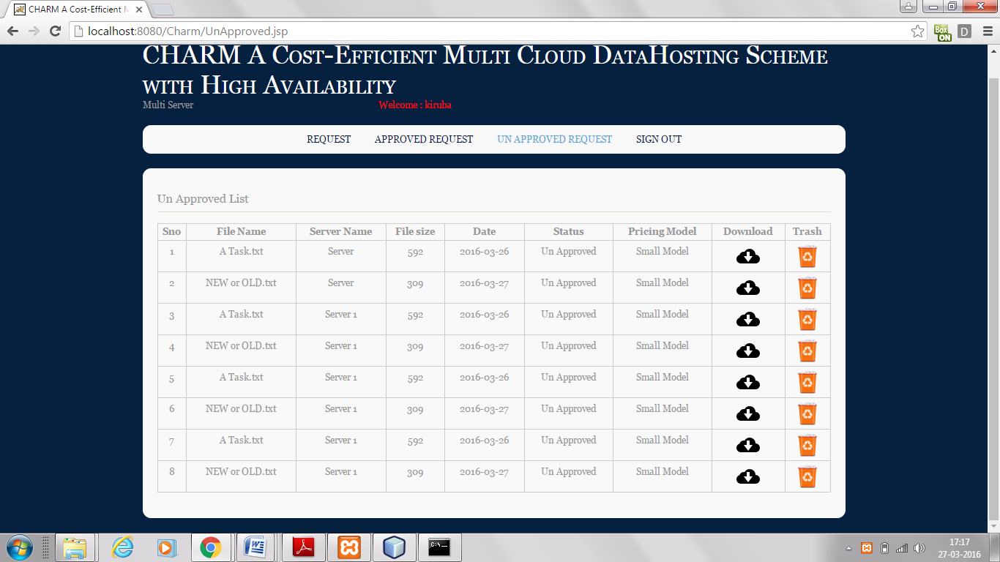 CHARM A Cost-Efficient M
localhost:8080/Charm/UnApproved.jsp
Box ON
D
CHARM A Cost-Efficient Multi Cloud DataHosting Scheme
with High Availability
Multi Server Welcome : kiruba
REQUEST APPROVED REQUEST UN APPROVED REQUEST SIGN OUT
Un Approved List
Sno File Name Server Name File size Date Status Pricing Model Download Trash
1 A Task.txt Server 592 2016-03-26 Un Approved Small Model
2 NEW or OLD.txt Server 309 2016-03-27 Un Approved Small Model
3 A Task.txt Server 1 592 2016-03-26 Un Approved Small Model
4 NEW or OLD.txt Server 1 309 2016-03-27 Un Approved Small Model
5 A Task.txt Server 1 592 2016-03-26 Un Approved Small Model
6 NEW or OLD.txt Server 1 309 2016-03-27 Un Approved Small Model
7 A Task.txt Server 1 592 2016-03-26 Un Approved Small Model
8 NEW or OLD.txt Server 1 309 2016-03-27 Un Approved Small Model
W
C:\
17:17
27-03-2016